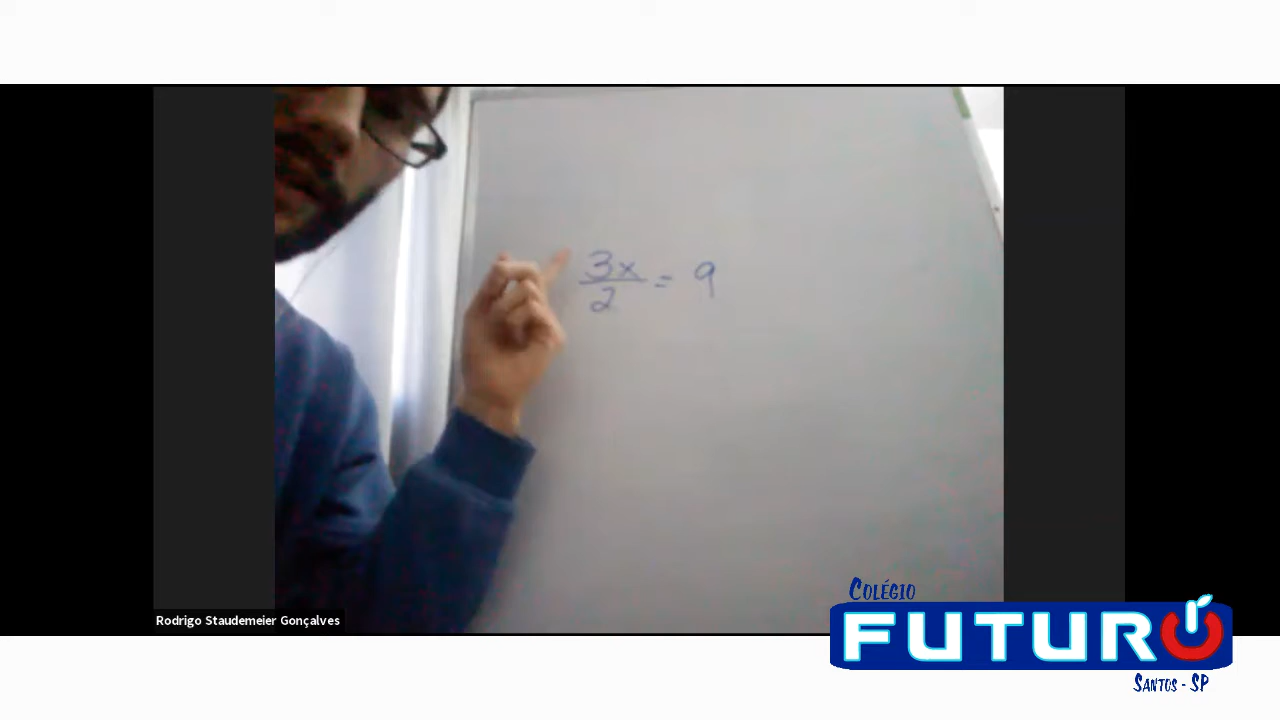 3x
2
= 9
Rodrigo Staudemeier Gonçalves
COLÉGIO
FUTURO
SANTOS - SP